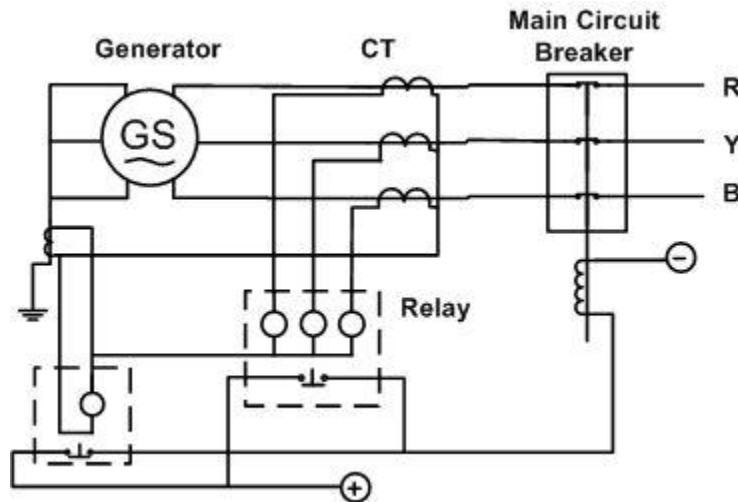 Generator
CT
Main Circuit
Breaker
GS
R
Y
B
Relay
−
+